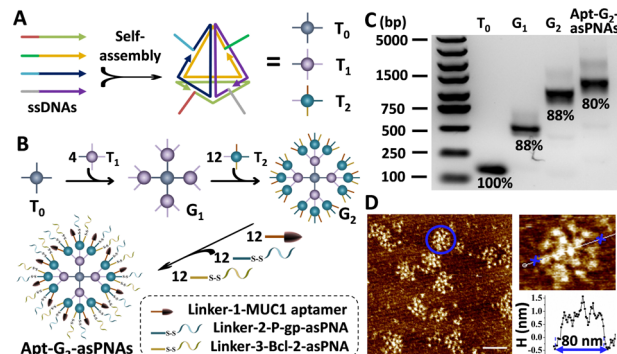 A
Self-
assembly
ssDNAs
=
T0
T1
T2
B
4 T1
12 T2
T0
G1
G2
12
12 s-s
12 s-s
Apt-G2-asPNAs
Linker-1-MUC1 aptamer
s-s Linker-2-P-gp-asPNA
s-s Linker-3-Bcl-2-asPNA
C
(bp) T0 G1 G2 Apt-G2-
asPNAs
5000
1500
750
500
250
100
100%
88%
88%
80%
D
H (nm)
1.5
1.0
0.5
0.0
80 nm